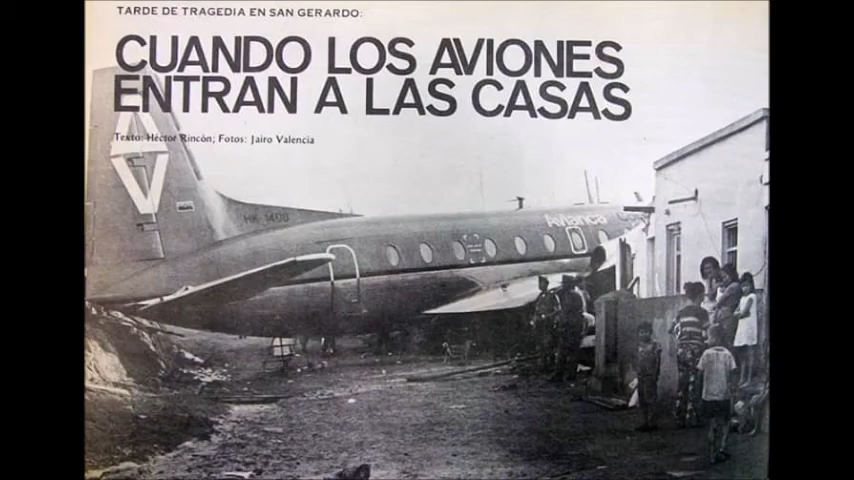 TARDE DE TRAGEDIA EN SAN GERARDO:
CUANDO LOS AVIONES
ENTRAN A LAS CASAS
Texto: Héctor Rincón; Fotos: Jairo Valencia
AV
HK 1408
Avianca